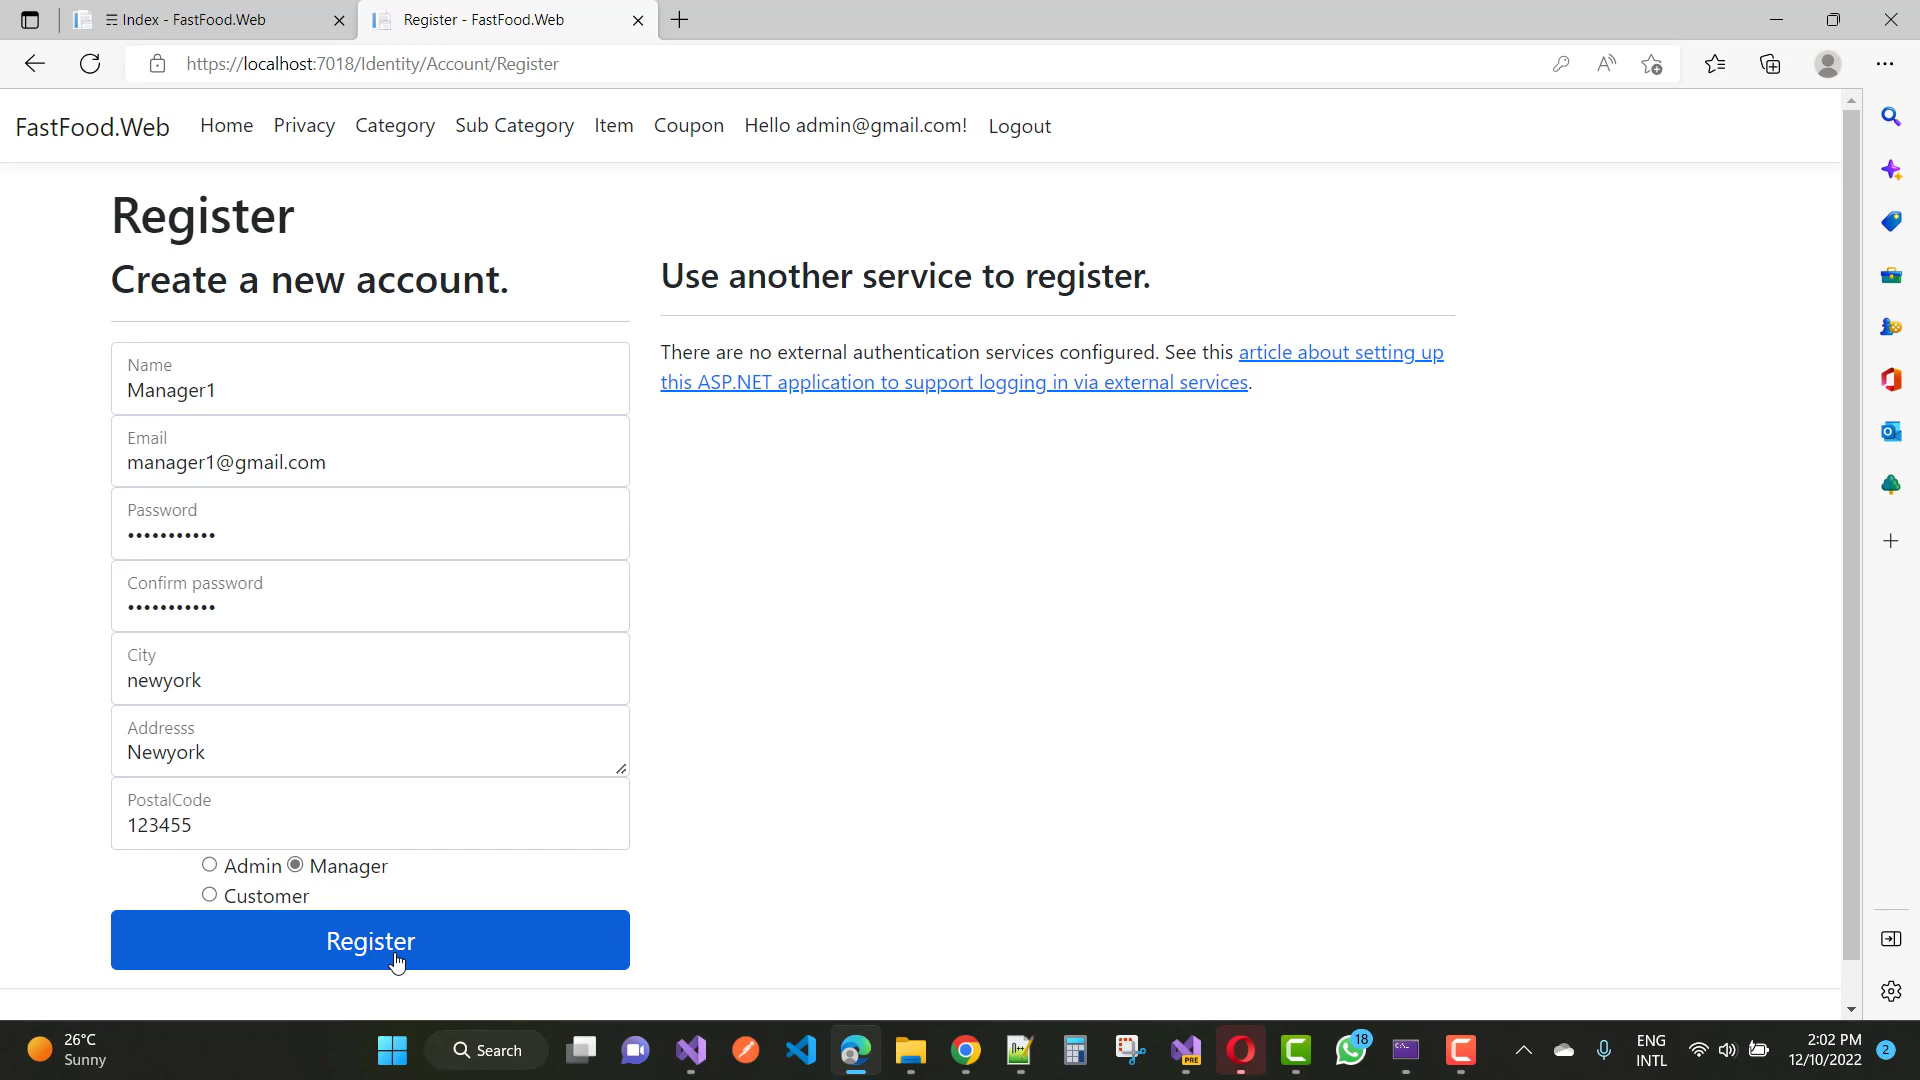 ☰ Index - FastFood.Web
Register - FastFood.Web
https://localhost:7018/Identity/Account/Register
FastFood.Web
Home
Privacy
Category
Sub Category
Item
Coupon
Hello admin@gmail.com!
Logout
Register
Create a new account.
Name
Manager1
Email
manager1@gmail.com
Password
•••••••••••
Confirm password
•••••••••••
City
newyork
Addresss
Newyork
PostalCode
123455
Admin
Manager
Customer
Register
Use another service to register.
There are no external authentication services configured. See this article about setting up
this ASP.NET application to support logging in via external services.
26°C
Sunny
Search
PRE
18
ENG
INTL
2:02 PM
12/10/2022
2